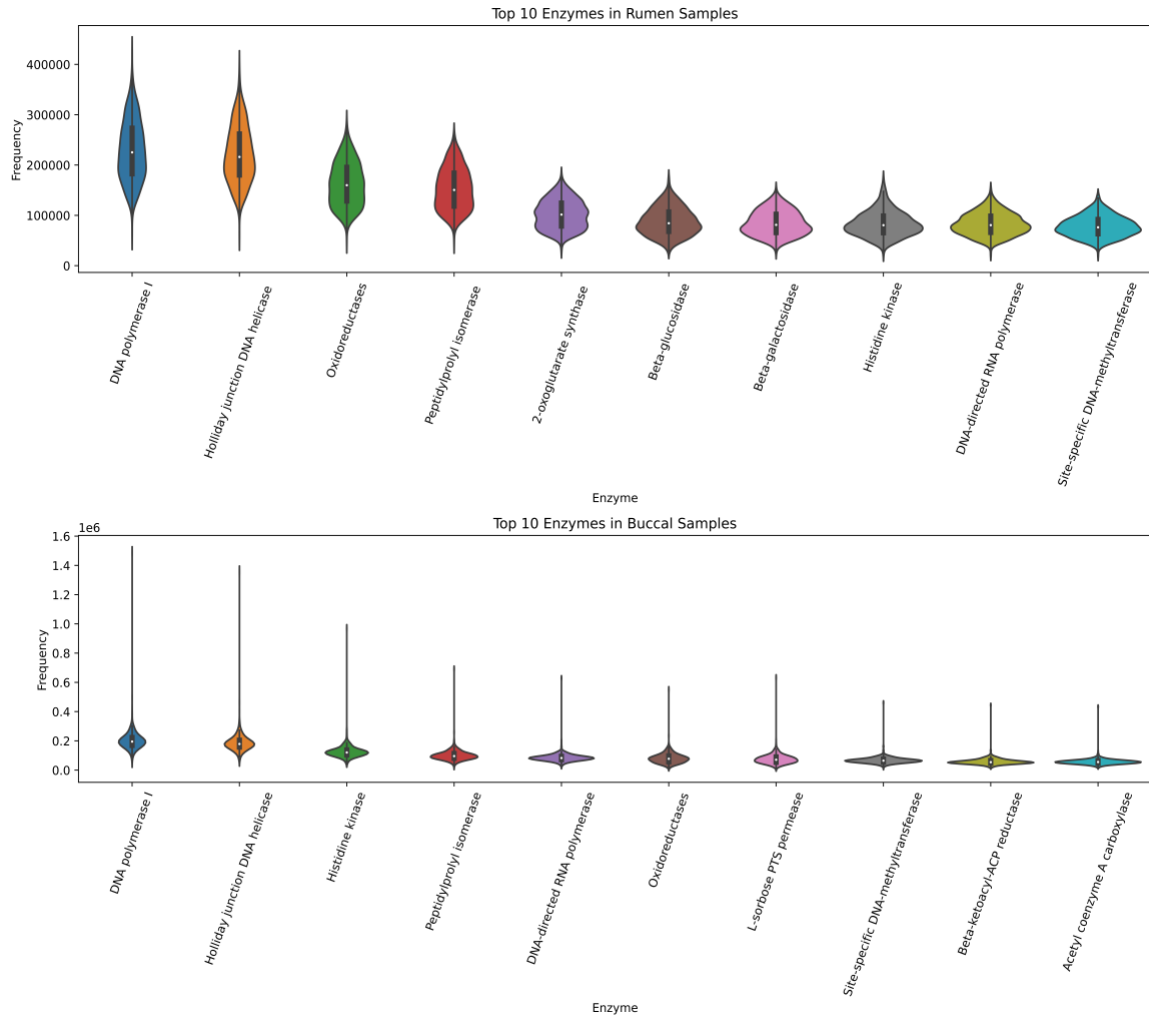 Top 10 Enzymes in Rumen Samples
Frequency
400000
300000
200000
100000
0
DNA polymerase I
Holliday junction DNA helicase
Oxidoreductases
Peptidylprolyl isomerase
2-oxoglutarate synthase
Beta-glucosidase
Beta-galactosidase
Histidine kinase
DNA-directed RNA polymerase
Site-specific DNA-methyltransferase
Enzyme
Top 10 Enzymes in Buccal Samples
1e6
Frequency
1.6
1.4
1.2
1.0
0.8
0.6
0.4
0.2
0.0
DNA polymerase I
Holliday junction DNA helicase
Histidine kinase
Peptidylprolyl isomerase
DNA-directed RNA polymerase
Oxidoreductases
L-sorbose PTS permease
Site-specific DNA-methyltransferase
Beta-ketoacyl-ACP reductase
Acetyl coenzyme A carboxylase
Enzyme